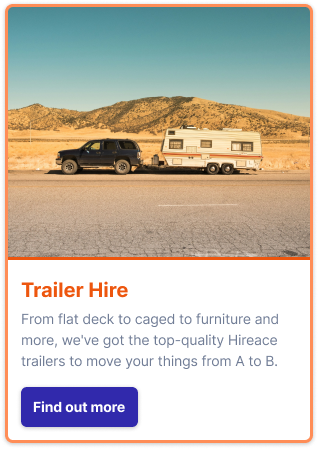 Trailer Hire
From flat deck to caged to furniture and
more, we've got the top-quality Hireace
trailers to move your things from A to B.
Find out more